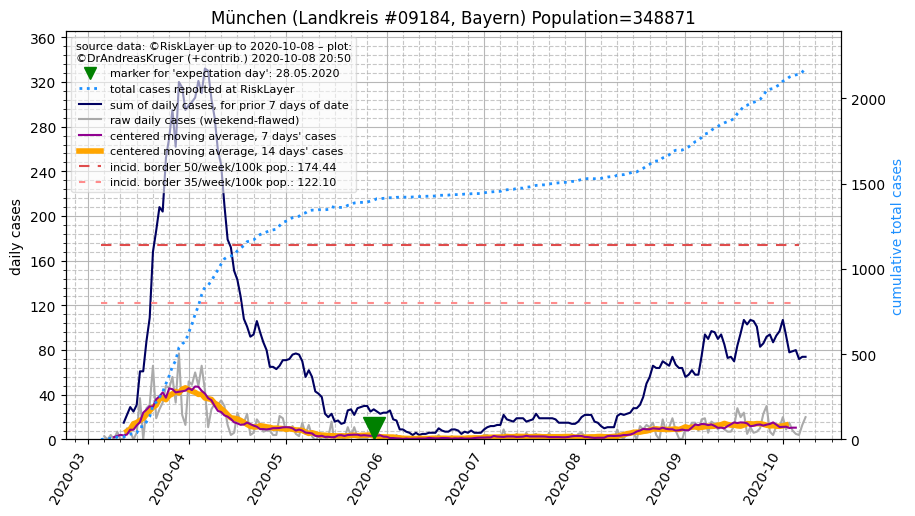 München (Landkreis #09184, Bayern) Population=348871
source data: ©RiskLayer up to 2020-10-08 – plot:
©DrAndreasKruger (+contrib.) 2020-10-08 20:50
marker for 'expectation day': 28.05.2020
total cases reported at RiskLayer
sum of daily cases, for prior 7 days of date
raw daily cases (weekend-flawed)
centered moving average, 7 days' cases
centered moving average, 14 days' cases
incid. border 50/week/100k pop.: 174.44
incid. border 35/week/100k pop.: 122.10
daily cases
360
320
280
240
200
160
120
80
40
0
2000
1500
1000
500
0
cumulative total cases
2020-03
2020-04
2020-05
2020-06
2020-07
2020-08
2020-09
2020-10